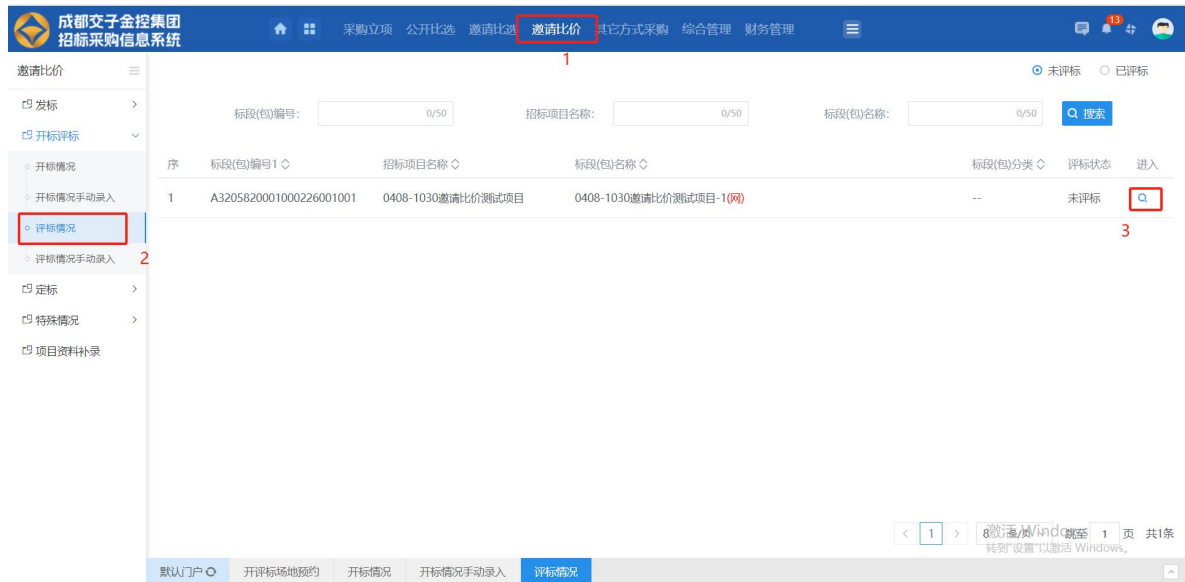 成都交子金控集团
招标采购信息系统
采购立项 公开比选 邀请比选 邀请比价 其它方式采购 综合管理 财务管理
13
1
邀请比价
未评标 已评标
发标
标段(包)编号: 0/50 招标项目名称: 0/50 标段(包)名称: 0/50 搜索
开标评标
开标情况
序 标段(包)编号1 招标项目名称 标段(包)名称 标段(包)分类 评标状态 进入
开标情况手动录入
1 A3205820001000226001001 0408-1030邀请比价测试项目 0408-1030邀请比价测试项目-1(网) -- 未评标
评标情况
3
评标情况手动录入
2
定标
特殊情况
项目资料补录
1 8条/页 跳至 1 页 共1条
激活 Windows
转到"设置"以激活 Windows。
默认门户 开评标场地预约 开标情况 开标情况手动录入 评标情况